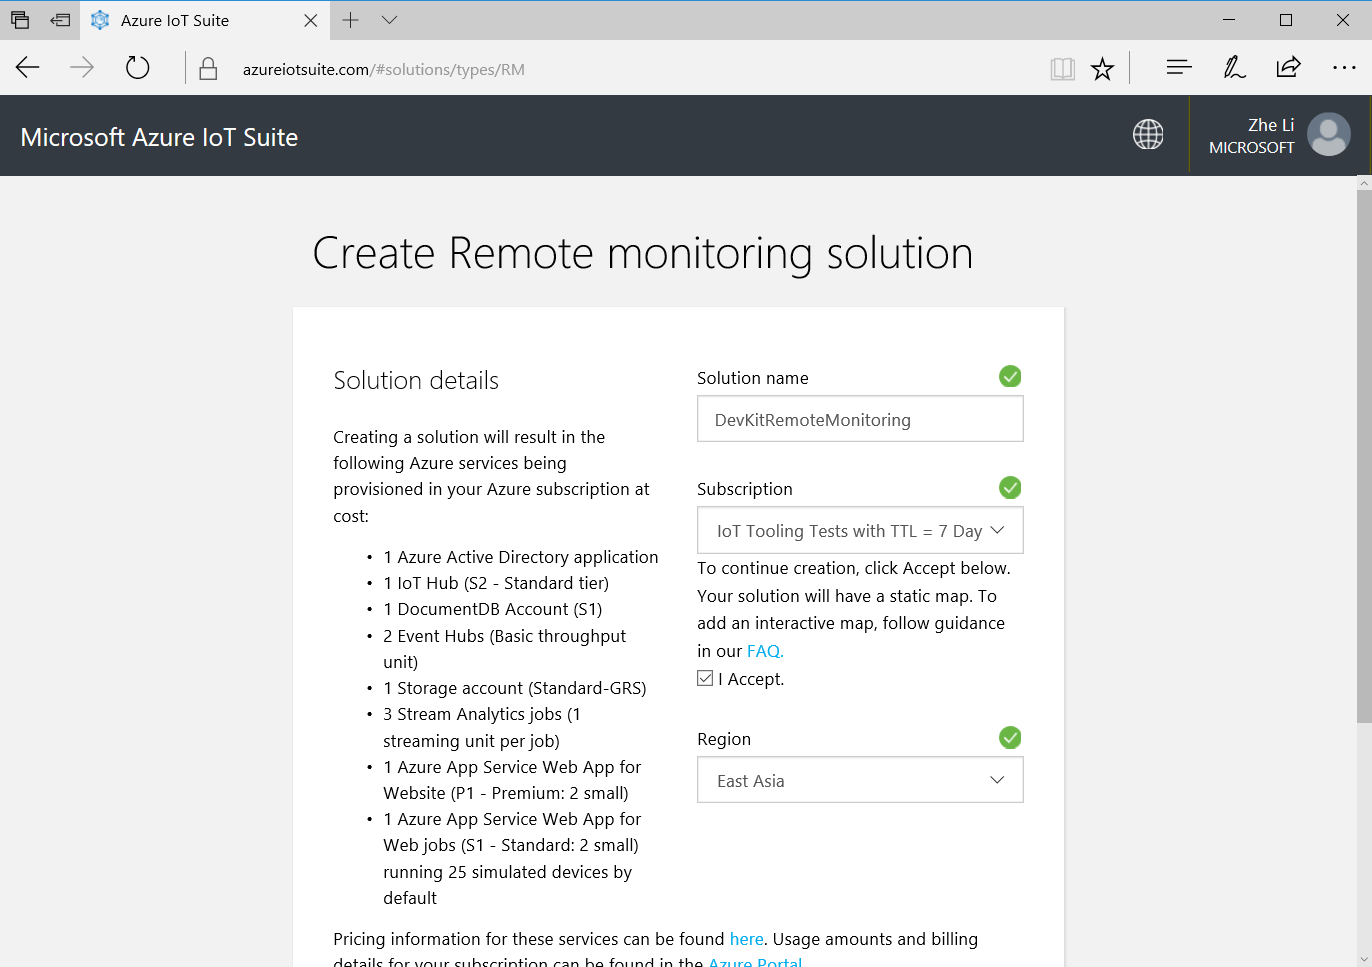 Azure IoT Suite
azureiotsuite.com/#solutions/types/RM
Microsoft Azure IoT Suite
Zhe Li
MICROSOFT
Create Remote monitoring solution
Solution details
Creating a solution will result in the
following Azure services being
provisioned in your Azure subscription at
cost:
• 1 Azure Active Directory application
• 1 IoT Hub (S2 - Standard tier)
• 1 DocumentDB Account (S1)
• 2 Event Hubs (Basic throughput
unit)
• 1 Storage account (Standard-GRS)
• 3 Stream Analytics jobs (1
streaming unit per job)
• 1 Azure App Service Web App for
Website (P1 - Premium: 2 small)
• 1 Azure App Service Web App for
Web jobs (S1 - Standard: 2 small)
running 25 simulated devices by
default
Solution name
DevKitRemoteMonitoring
Subscription
IoT Tooling Tests with TTL = 7 Day
To continue creation, click Accept below.
Your solution will have a static map. To
add an interactive map, follow guidance
in our FAQ.
I Accept.
Region
East Asia
Pricing information for these services can be found here. Usage amounts and billing
details for your subscription can be found in the Azure Portal